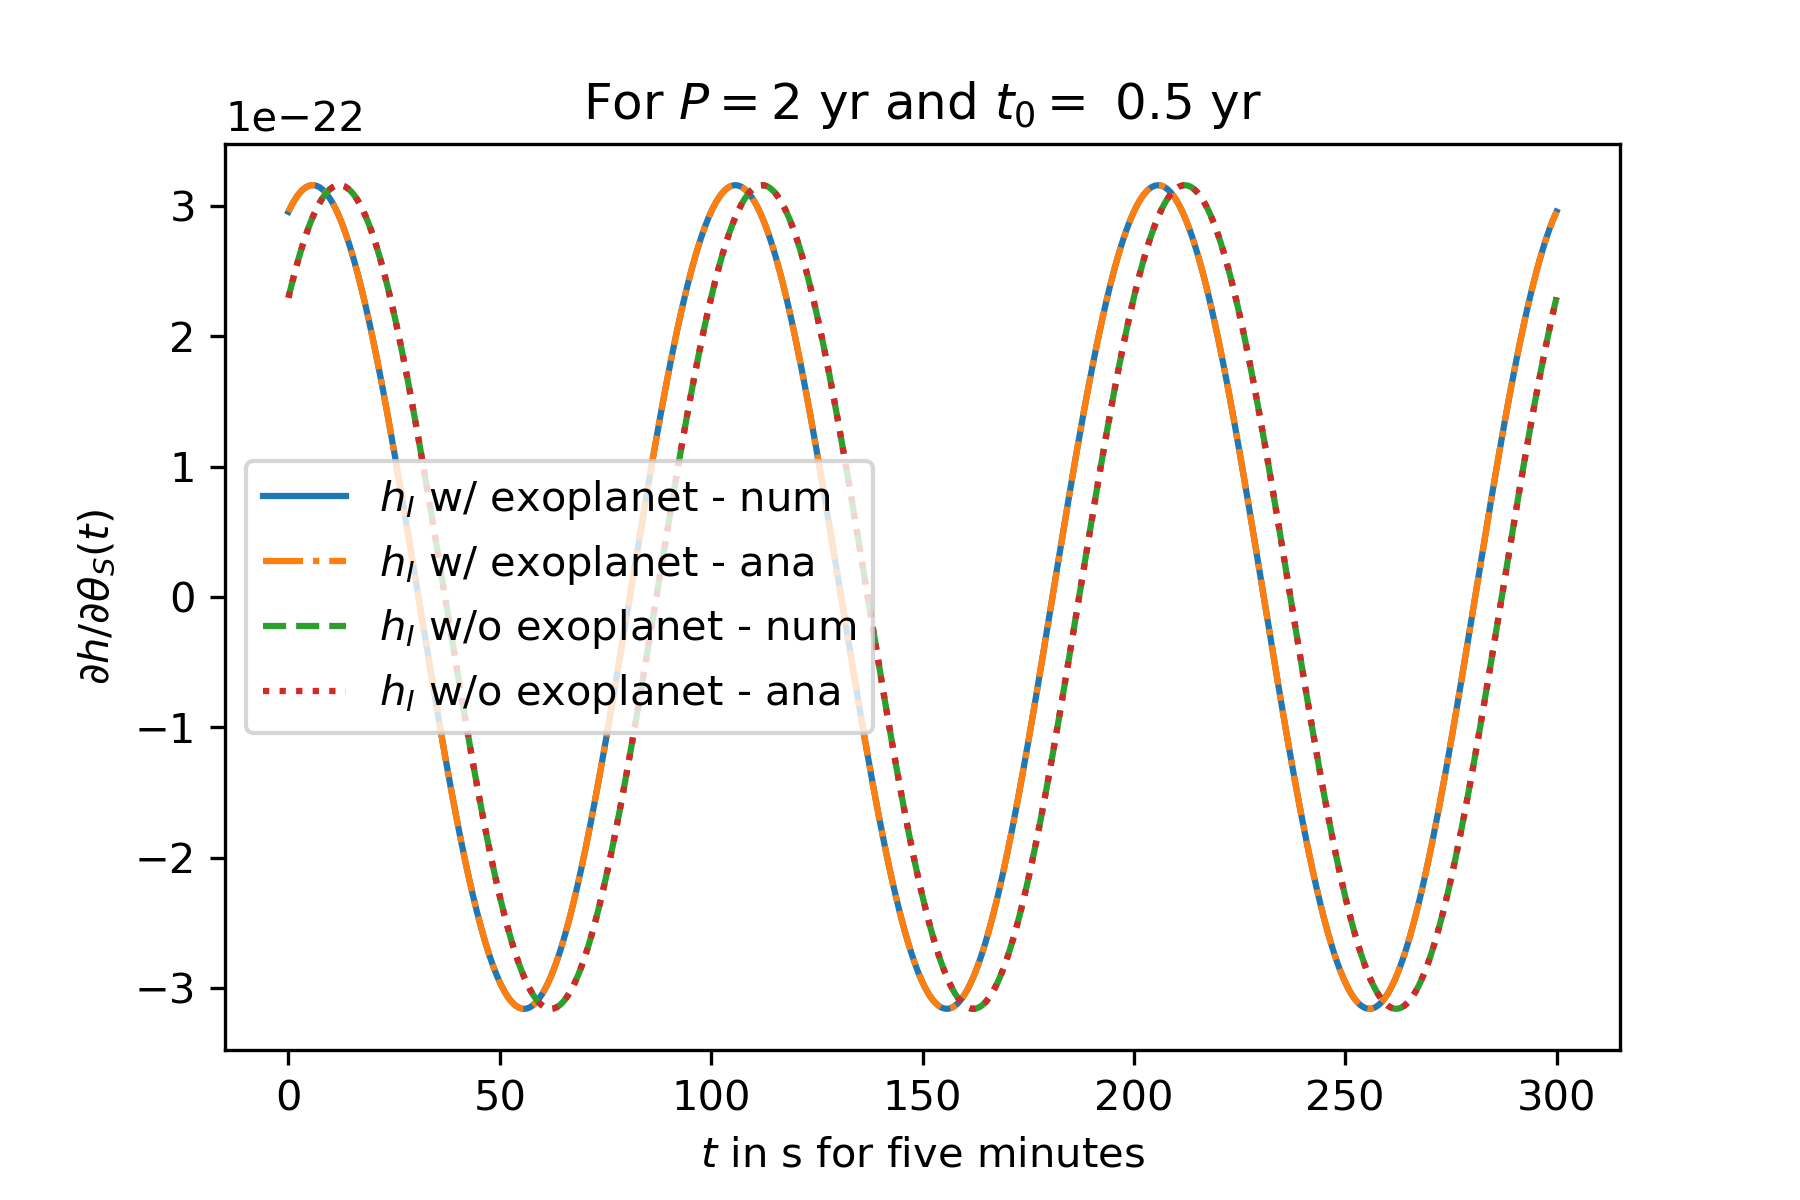 For P = 2 yr and t₀ = 0.5 yr
1e−22
3
2
1
0
−1
−2
−3
∂h/∂θ_S(t)
h_I w/ exoplanet - num
h_I w/ exoplanet - ana
h_I w/o exoplanet - num
h_I w/o exoplanet - ana
0 50 100 150 200 250 300
t in s for five minutes